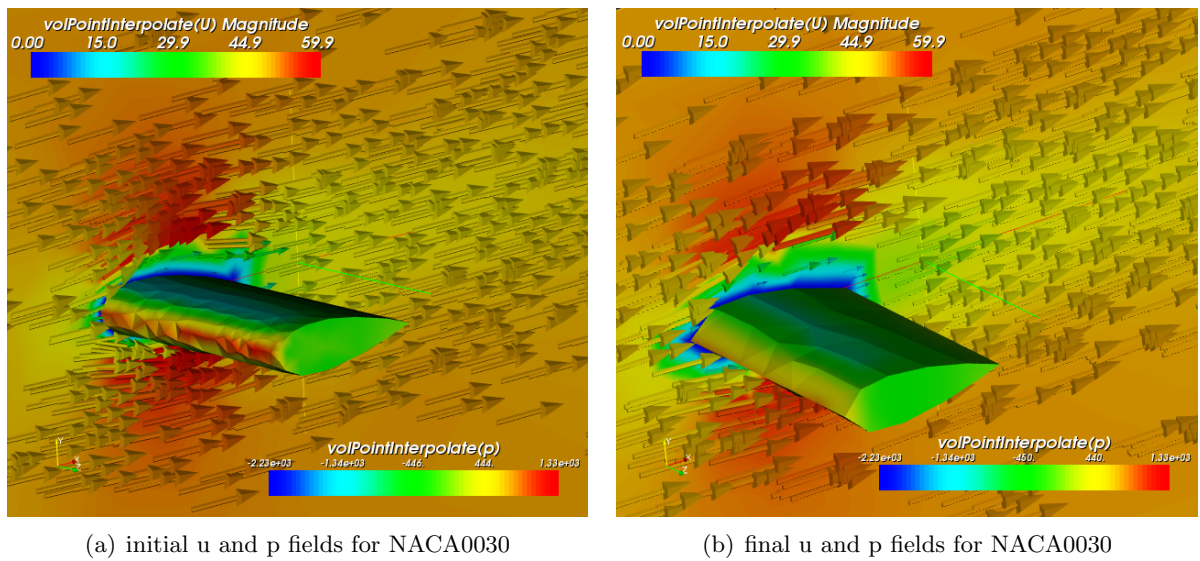 volPointInterpolate(U) Magnitude
0.00 15.0 29.9 44.9 59.9
volPointInterpolate(p)
-2.23e+03 -1.34e+03 -446. 444. 1.33e+03
Y
X
Z
(a) initial u and p fields for NACA0030
volPointInterpolate(U) Magnitude
0.00 15.0 29.9 44.9 59.9
volPointInterpolate(p)
-2.23e+03 -1.34e+03 -450. 440. 1.33e+03
Y
X
Z
(b) final u and p fields for NACA0030